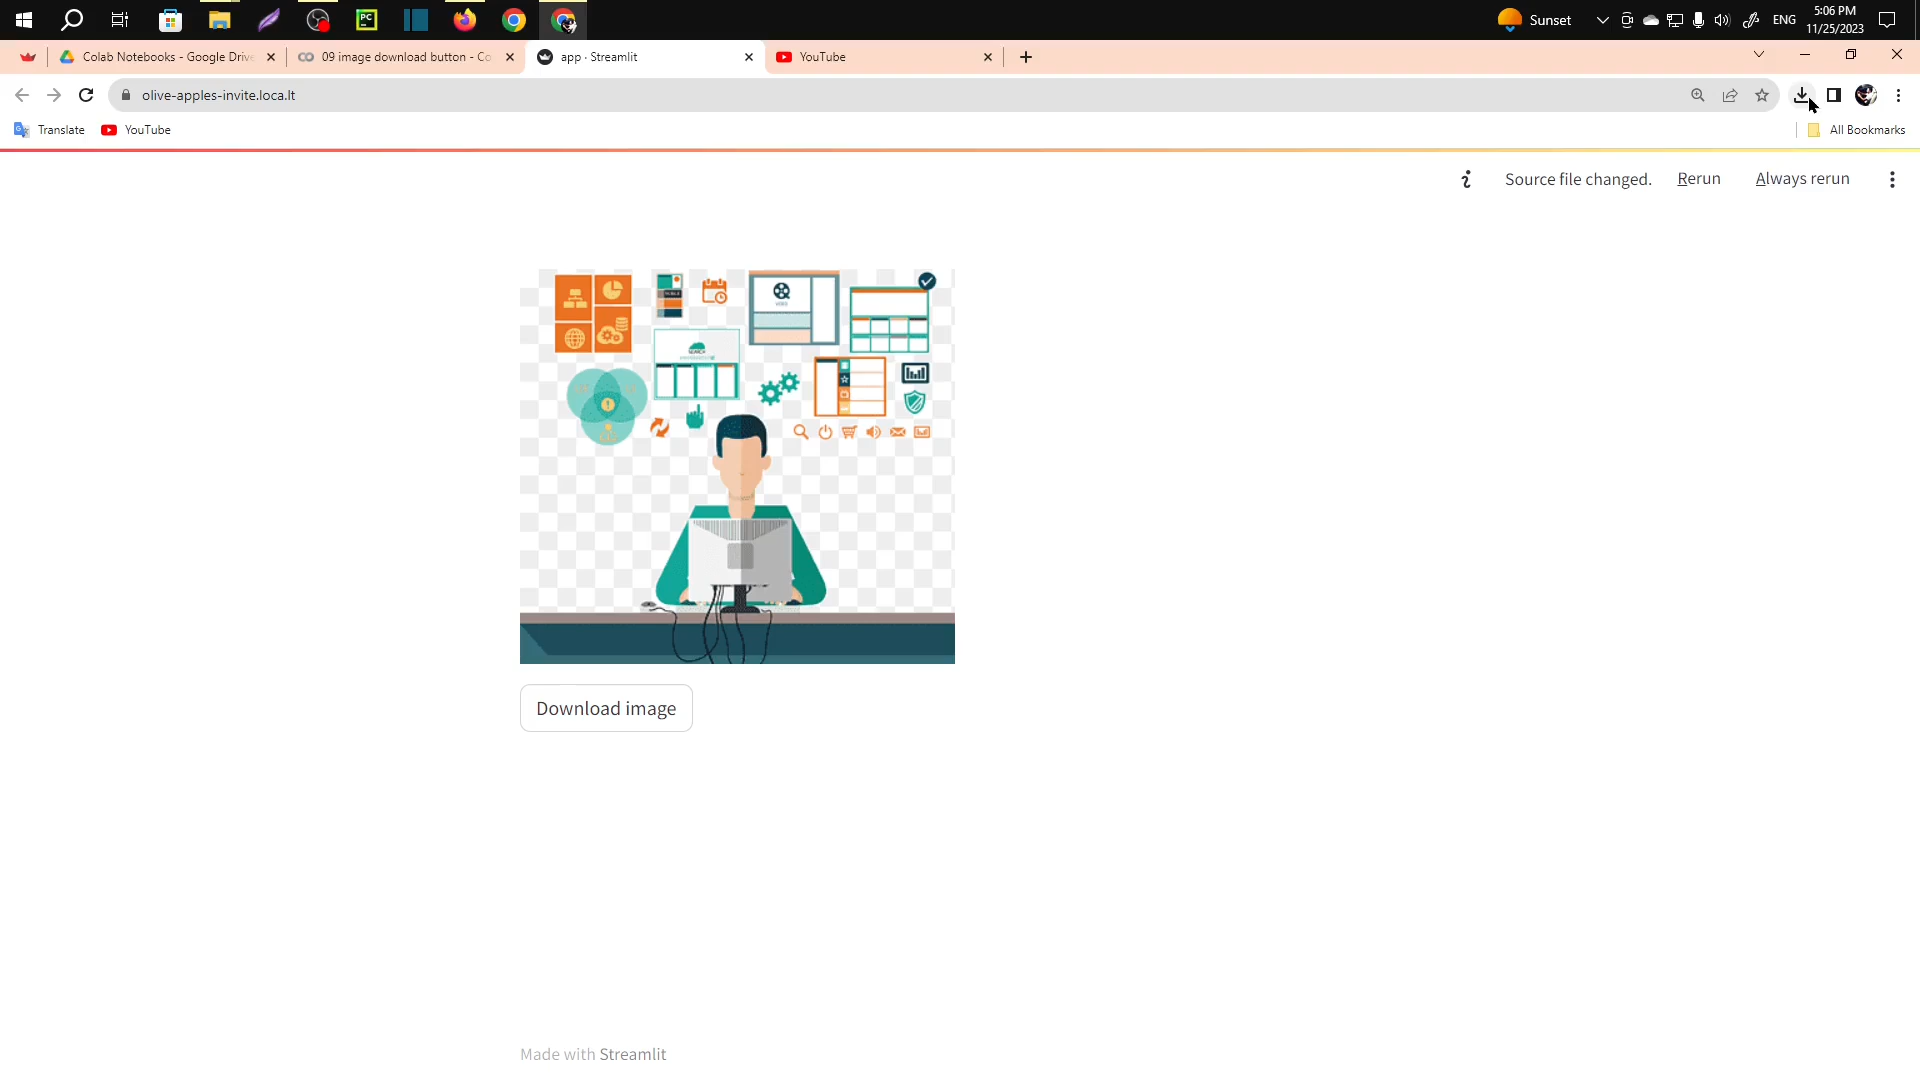 Sunset
ENG
5:06 PM
11/25/2023
Colab Notebooks - Google Drive
09 image download button - Co
app · Streamlit
YouTube
olive-apples-invite.loca.lt
Translate
YouTube
All Bookmarks
Source file changed.
Rerun
Always rerun
SEARCH
Download image
Made with Streamlit